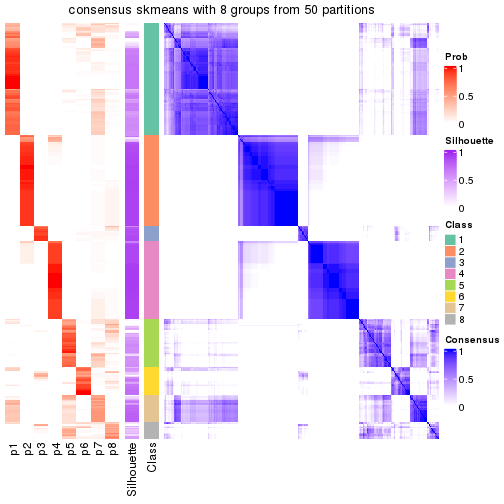 consensus skmeans with 8 groups from 50 partitions
Prob
1
0.5
0
Silhouette
1
0.5
0
Class
1
2
3
4
5
6
7
8
Consensus
1
0.5
0
p1
p2
p3
p4
p5
p6
p7
p8
Silhouette
Class